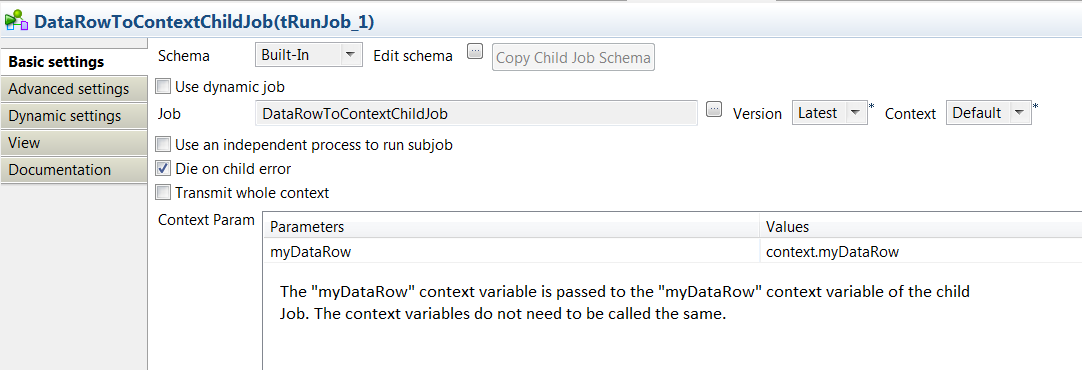 DataRowToContextChildJob(tRunJob_1)
Basic settings
Advanced settings
Dynamic settings
View
Documentation
Schema Built-In Edit schema ... Copy Child Job Schema
Use dynamic job
Job DataRowToContextChildJob ... Version Latest * Context Default *
Use an independent process to run subjob
Die on child error
Transmit whole context
Context Param Parameters Values
myDataRow context.myDataRow
The "myDataRow" context variable is passed to the "myDataRow" context variable of the child
Job. The context variables do not need to be called the same.